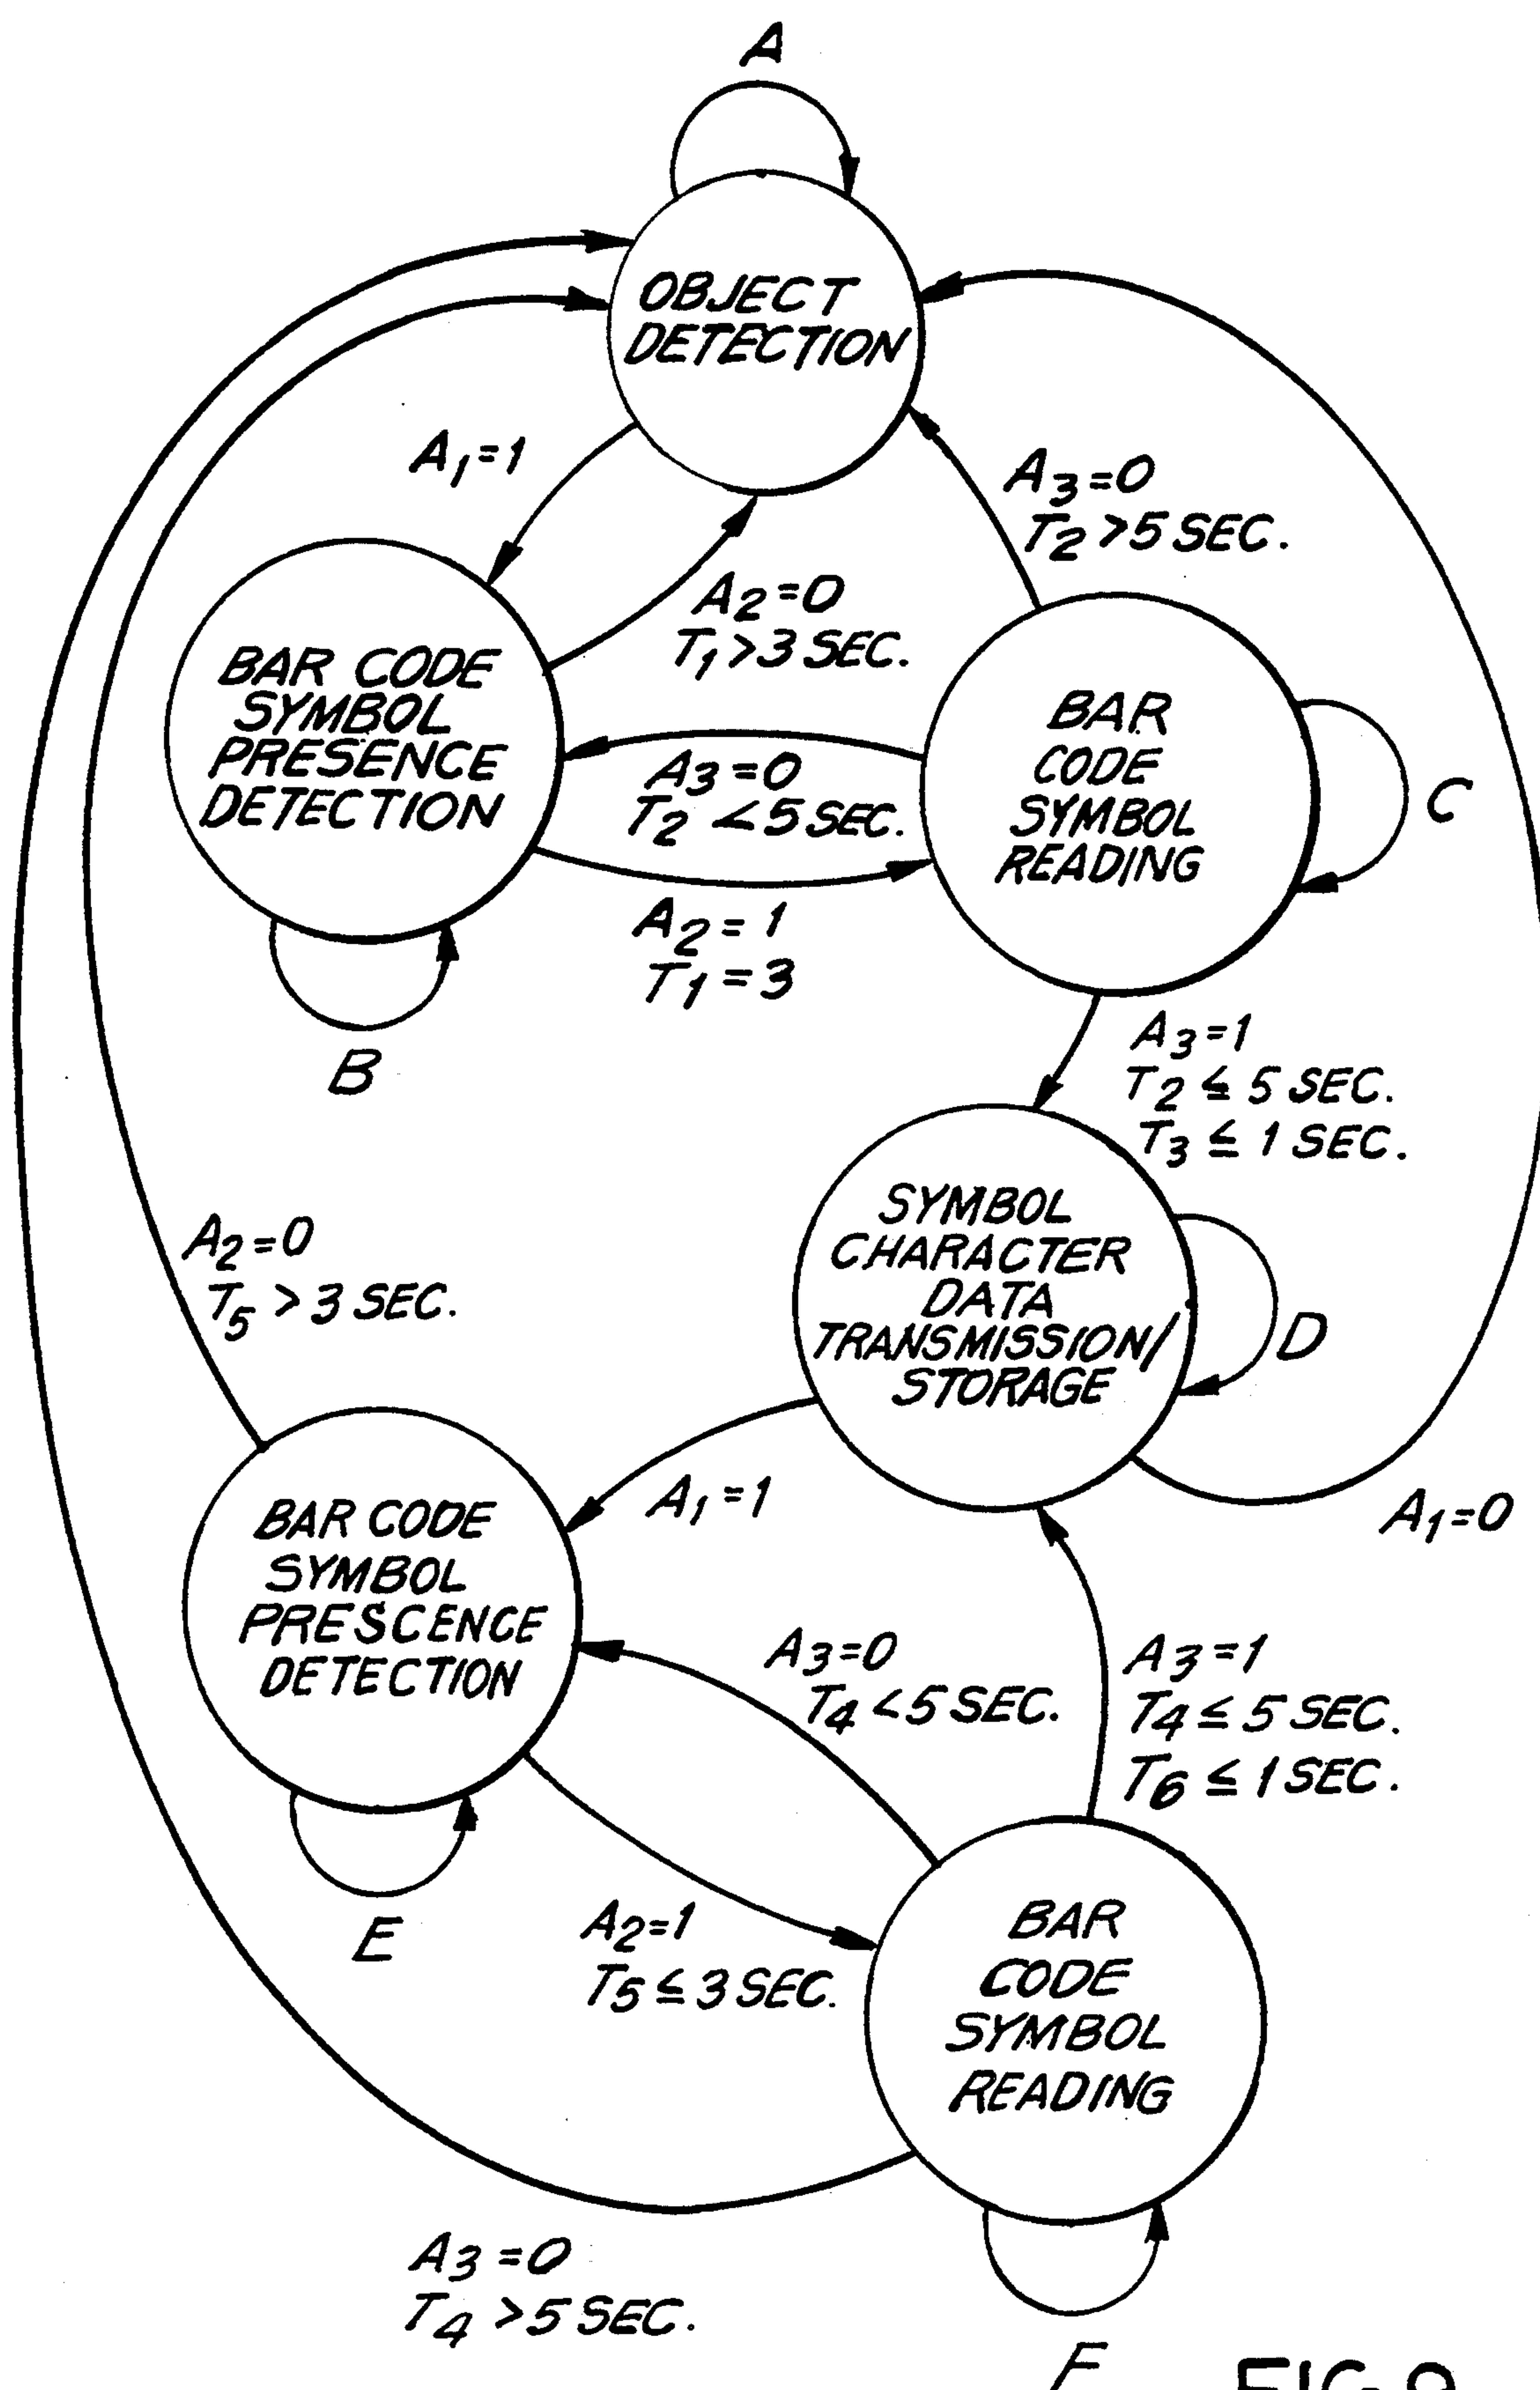 A
OBJECT
DETECTION
A1=1
A3=0
T2>5 SEC.
A2=0
T1>3 SEC.
BAR CODE
SYMBOL
PRESENCE
DETECTION
BAR
CODE
SYMBOL
READING
C
A3=0
T2<5 SEC.
A2=1
T1=3
B
A3=1
T2≤5 SEC.
T3≤1 SEC.
SYMBOL
CHARACTER
DATA
TRANSMISSION/
STORAGE
D
A2=0
T5>3 SEC.
A1=1
A1=0
BAR CODE
SYMBOL
PRESCENCE
DETECTION
A3=0
T4<5 SEC.
A3=1
T4≤5 SEC.
T6≤1 SEC.
E
A2=1
T5≤3 SEC.
BAR
CODE
SYMBOL
READING
A3=0
T4>5 SEC.
F
FIG.9